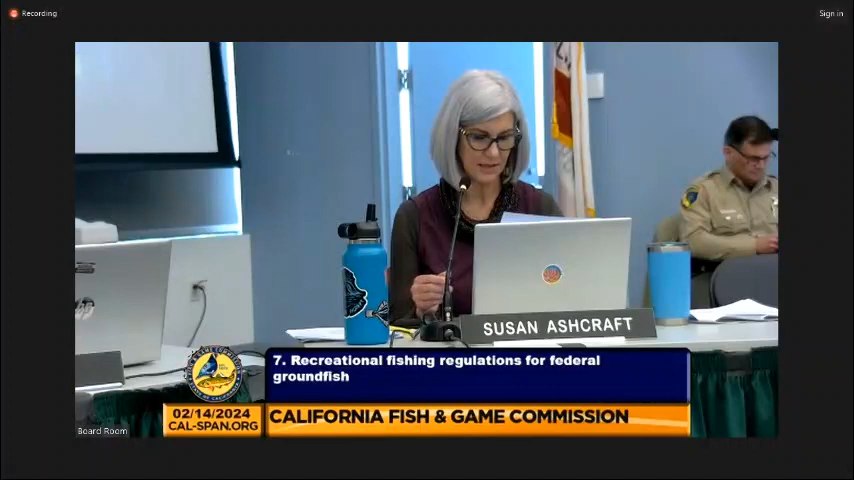 Recording
Sign in
SUSAN ASHCRAFT
7. Recreational fishing regulations for federal
groundfish
02/14/2024
CAL-SPAN.ORG
CALIFORNIA FISH & GAME COMMISSION
Board Room